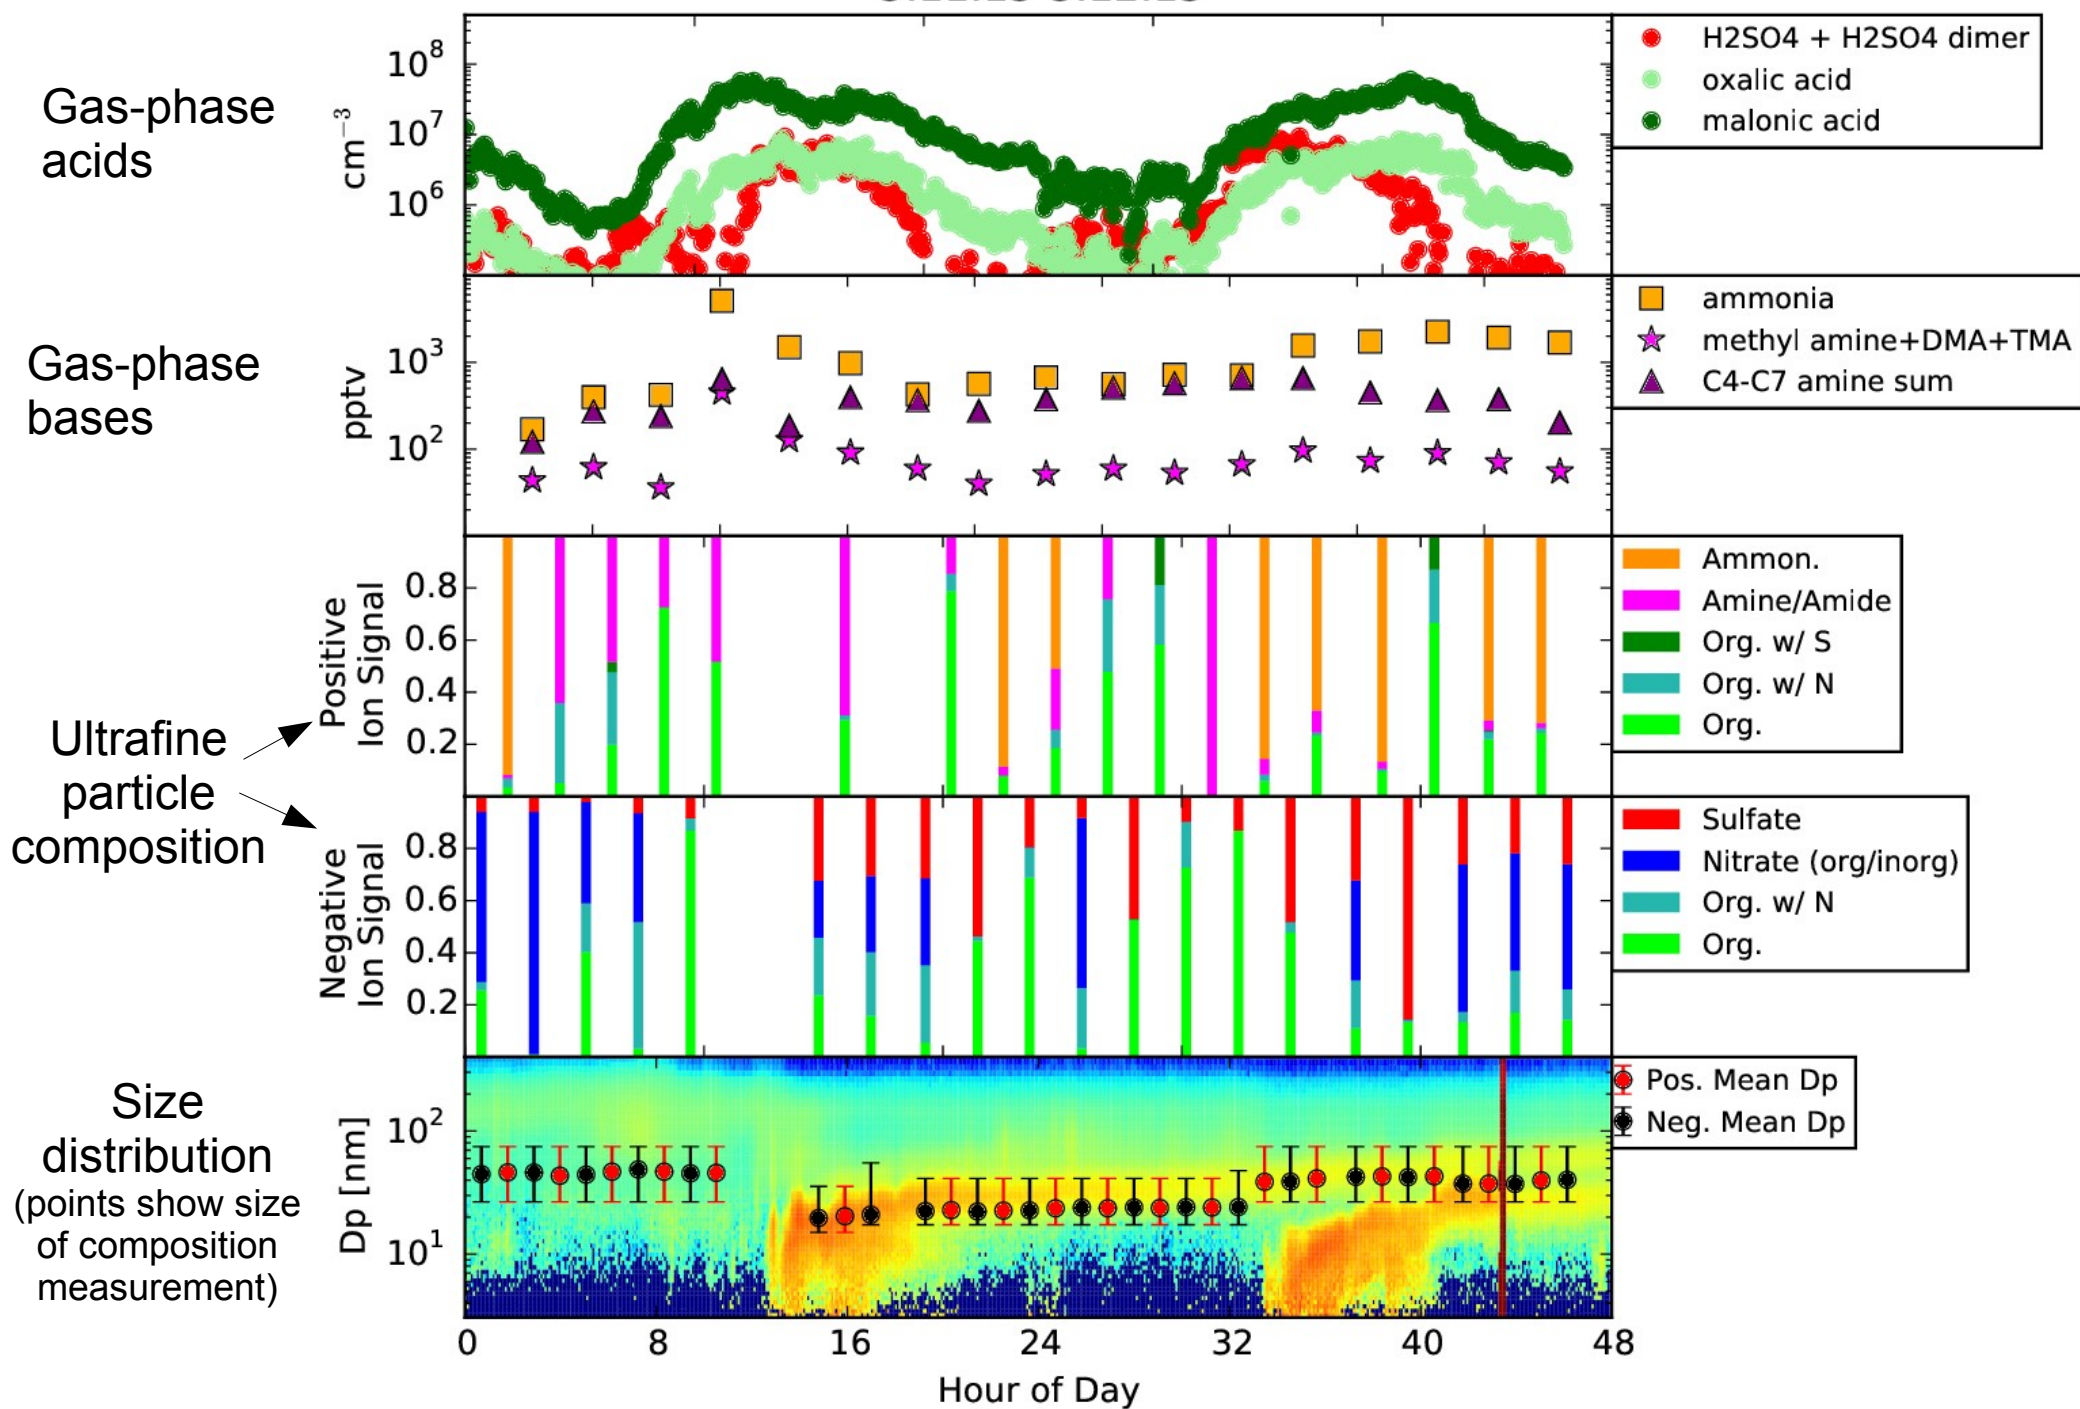 Gas-phase
acids
cm⁻³
10⁸
10⁷
10⁶
H2SO4 + H2SO4 dimer
oxalic acid
malonic acid
Gas-phase
bases
pptv
10³
10²
ammonia
methyl amine+DMA+TMA
C4-C7 amine sum
Ultrafine
particle
composition
Positive
Ion Signal
0.8
0.6
0.4
0.2
Ammon.
Amine/Amide
Org. w/ S
Org. w/ N
Org.
Negative
Ion Signal
0.8
0.6
0.4
0.2
Sulfate
Nitrate (org/inorg)
Org. w/ N
Org.
Size
distribution
(points show size
of composition
measurement)
Dp [nm]
10²
10¹
Pos. Mean Dp
Neg. Mean Dp
0 8 16 24 32 40 48
Hour of Day